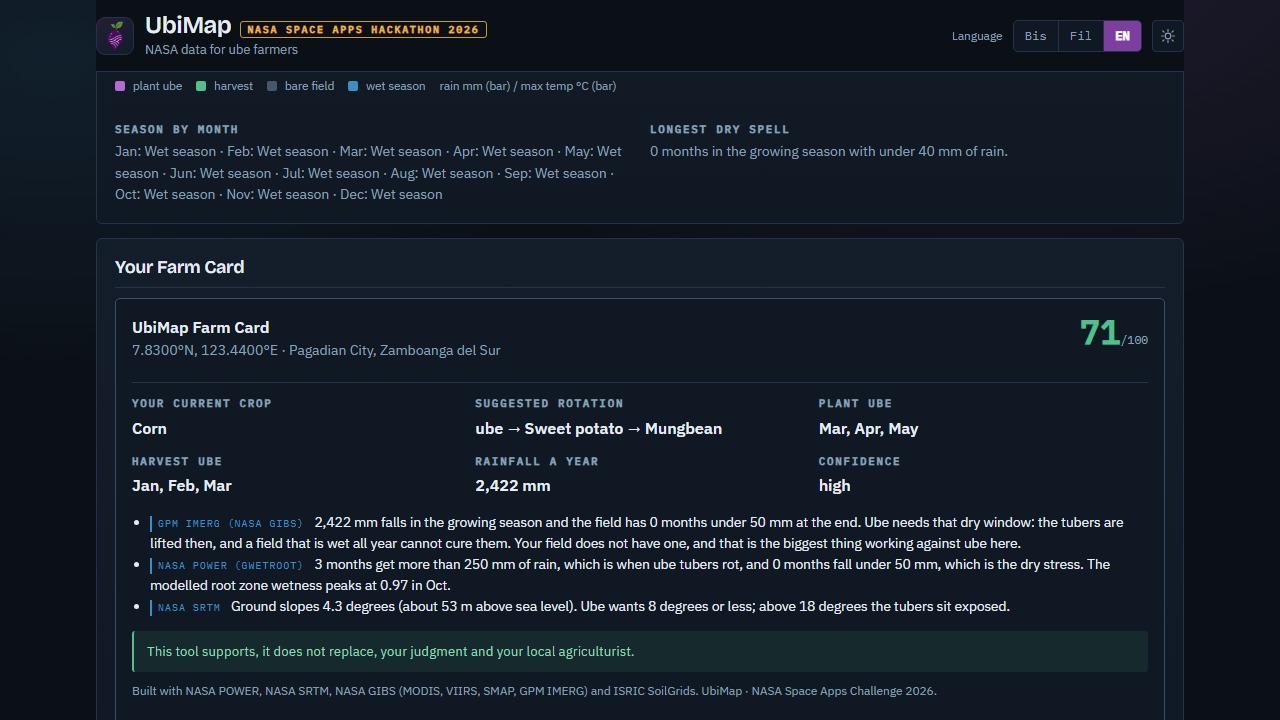 UbiMap NASA SPACE APPS HACKATHON 2026
NASA data for ube farmers
Language Bis Fil EN
plant ube harvest bare field wet season rain mm (bar) / max temp °C (bar)
SEASON BY MONTH
Jan: Wet season · Feb: Wet season · Mar: Wet season · Apr: Wet season · May: Wet
season · Jun: Wet season · Jul: Wet season · Aug: Wet season · Sep: Wet season ·
Oct: Wet season · Nov: Wet season · Dec: Wet season
LONGEST DRY SPELL
0 months in the growing season with under 40 mm of rain.
Your Farm Card
UbiMap Farm Card
7.8300°N, 123.4400°E · Pagadian City, Zamboanga del Sur
71/100
YOUR CURRENT CROP
Corn
SUGGESTED ROTATION
ube → Sweet potato → Mungbean
PLANT UBE
Mar, Apr, May
HARVEST UBE
Jan, Feb, Mar
RAINFALL A YEAR
2,422 mm
CONFIDENCE
high
• GPM IMERG (NASA GIBS) 2,422 mm falls in the growing season and the field has 0 months under 50 mm at the end. Ube needs that dry window: the tubers are
lifted then, and a field that is wet all year cannot cure them. Your field does not have one, and that is the biggest thing working against ube here.
• NASA POWER (GWETROOT) 3 months get more than 250 mm of rain, which is when ube tubers rot, and 0 months fall under 50 mm, which is the dry stress. The
modelled root zone wetness peaks at 0.97 in Oct.
• NASA SRTM Ground slopes 4.3 degrees (about 53 m above sea level). Ube wants 8 degrees or less; above 18 degrees the tubers sit exposed.
This tool supports, it does not replace, your judgment and your local agriculturist.
Built with NASA POWER, NASA SRTM, NASA GIBS (MODIS, VIIRS, SMAP, GPM IMERG) and ISRIC SoilGrids. UbiMap · NASA Space Apps Challenge 2026.